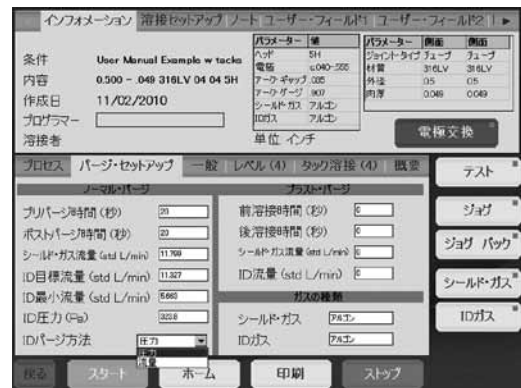 インフォメーション 溶接セットアップ ノート ユーザー・フィールド1 ユーザー・フィールド2
条件 User Manual Example w tacks
内容 0.500 - .049 316LV 04 04 5H
作成日 11/02/2010
プログラマー
溶接者
パラメーター 値
ヘッド 5H
電極 c.040-.555
アーク・ギャップ .035
アーク・ゲージ .907
シールド・ガス アルゴン
IDガス アルゴン
単位 インチ
パラメーター 側面 側面
ジョイント・タイプ チューブ チューブ
材質 316LV 316LV
外径 0.5 0.5
肉厚 0.049 0.049
電極交換
プロセス パージ・セットアップ 一般 レベル (4) タック溶接 (4) 概要
ノーマル・パージ
プリパージ時間 (秒) 20
ポストパージ時間 (秒) 20
シールド・ガス流量 (std L/min) 11.799
ID目標流量 (std L/min) 11.327
ID最小流量 (std L/min) 5.663
ID圧力 (Pa)
IDパージ方法 圧力
圧力
流量
ブラスト・パージ
前溶接時間 (秒) 0
後溶接時間 (秒) 0
シールド・ガス流量 (std L/min) 0
ID流量 (std L/min) 0
ガスの種類
シールド・ガス アルゴン
IDガス アルゴン
テスト
ジョグ
ジョグ バック
シールド・ガス
IDガス
戻る スタート ホーム 印刷 ストップ